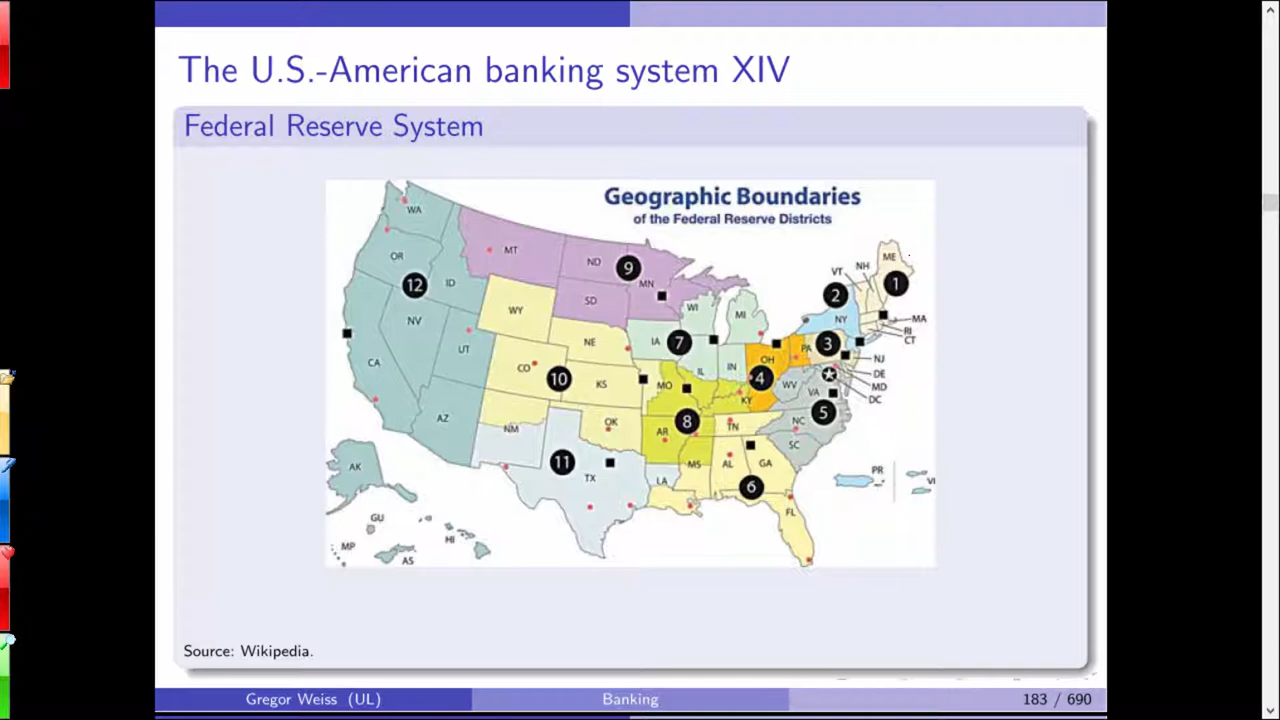 The U.S.-American banking system XIV
Federal Reserve System
Geographic Boundaries
of the Federal Reserve Districts
WA
MT
ND
9
MN
ME
1
VT
NH
OR
12
ID
SD
WI
MI
2
NY
MA
RI
CT
WY
NV
IA
7
PA
3
NJ
NE
UT
CO
10
KS
IL
IN
OH
4
WV
VA
DE
MD
DC
CA
MO
KY
5
AZ
NM
OK
AR
8
TN
NC
SC
AK
11
TX
LA
MS
AL
GA
6
FL
PR
VI
GU
HI
MP
AS
Source: Wikipedia.
Gregor Weiss (UL)
Banking
183 / 690